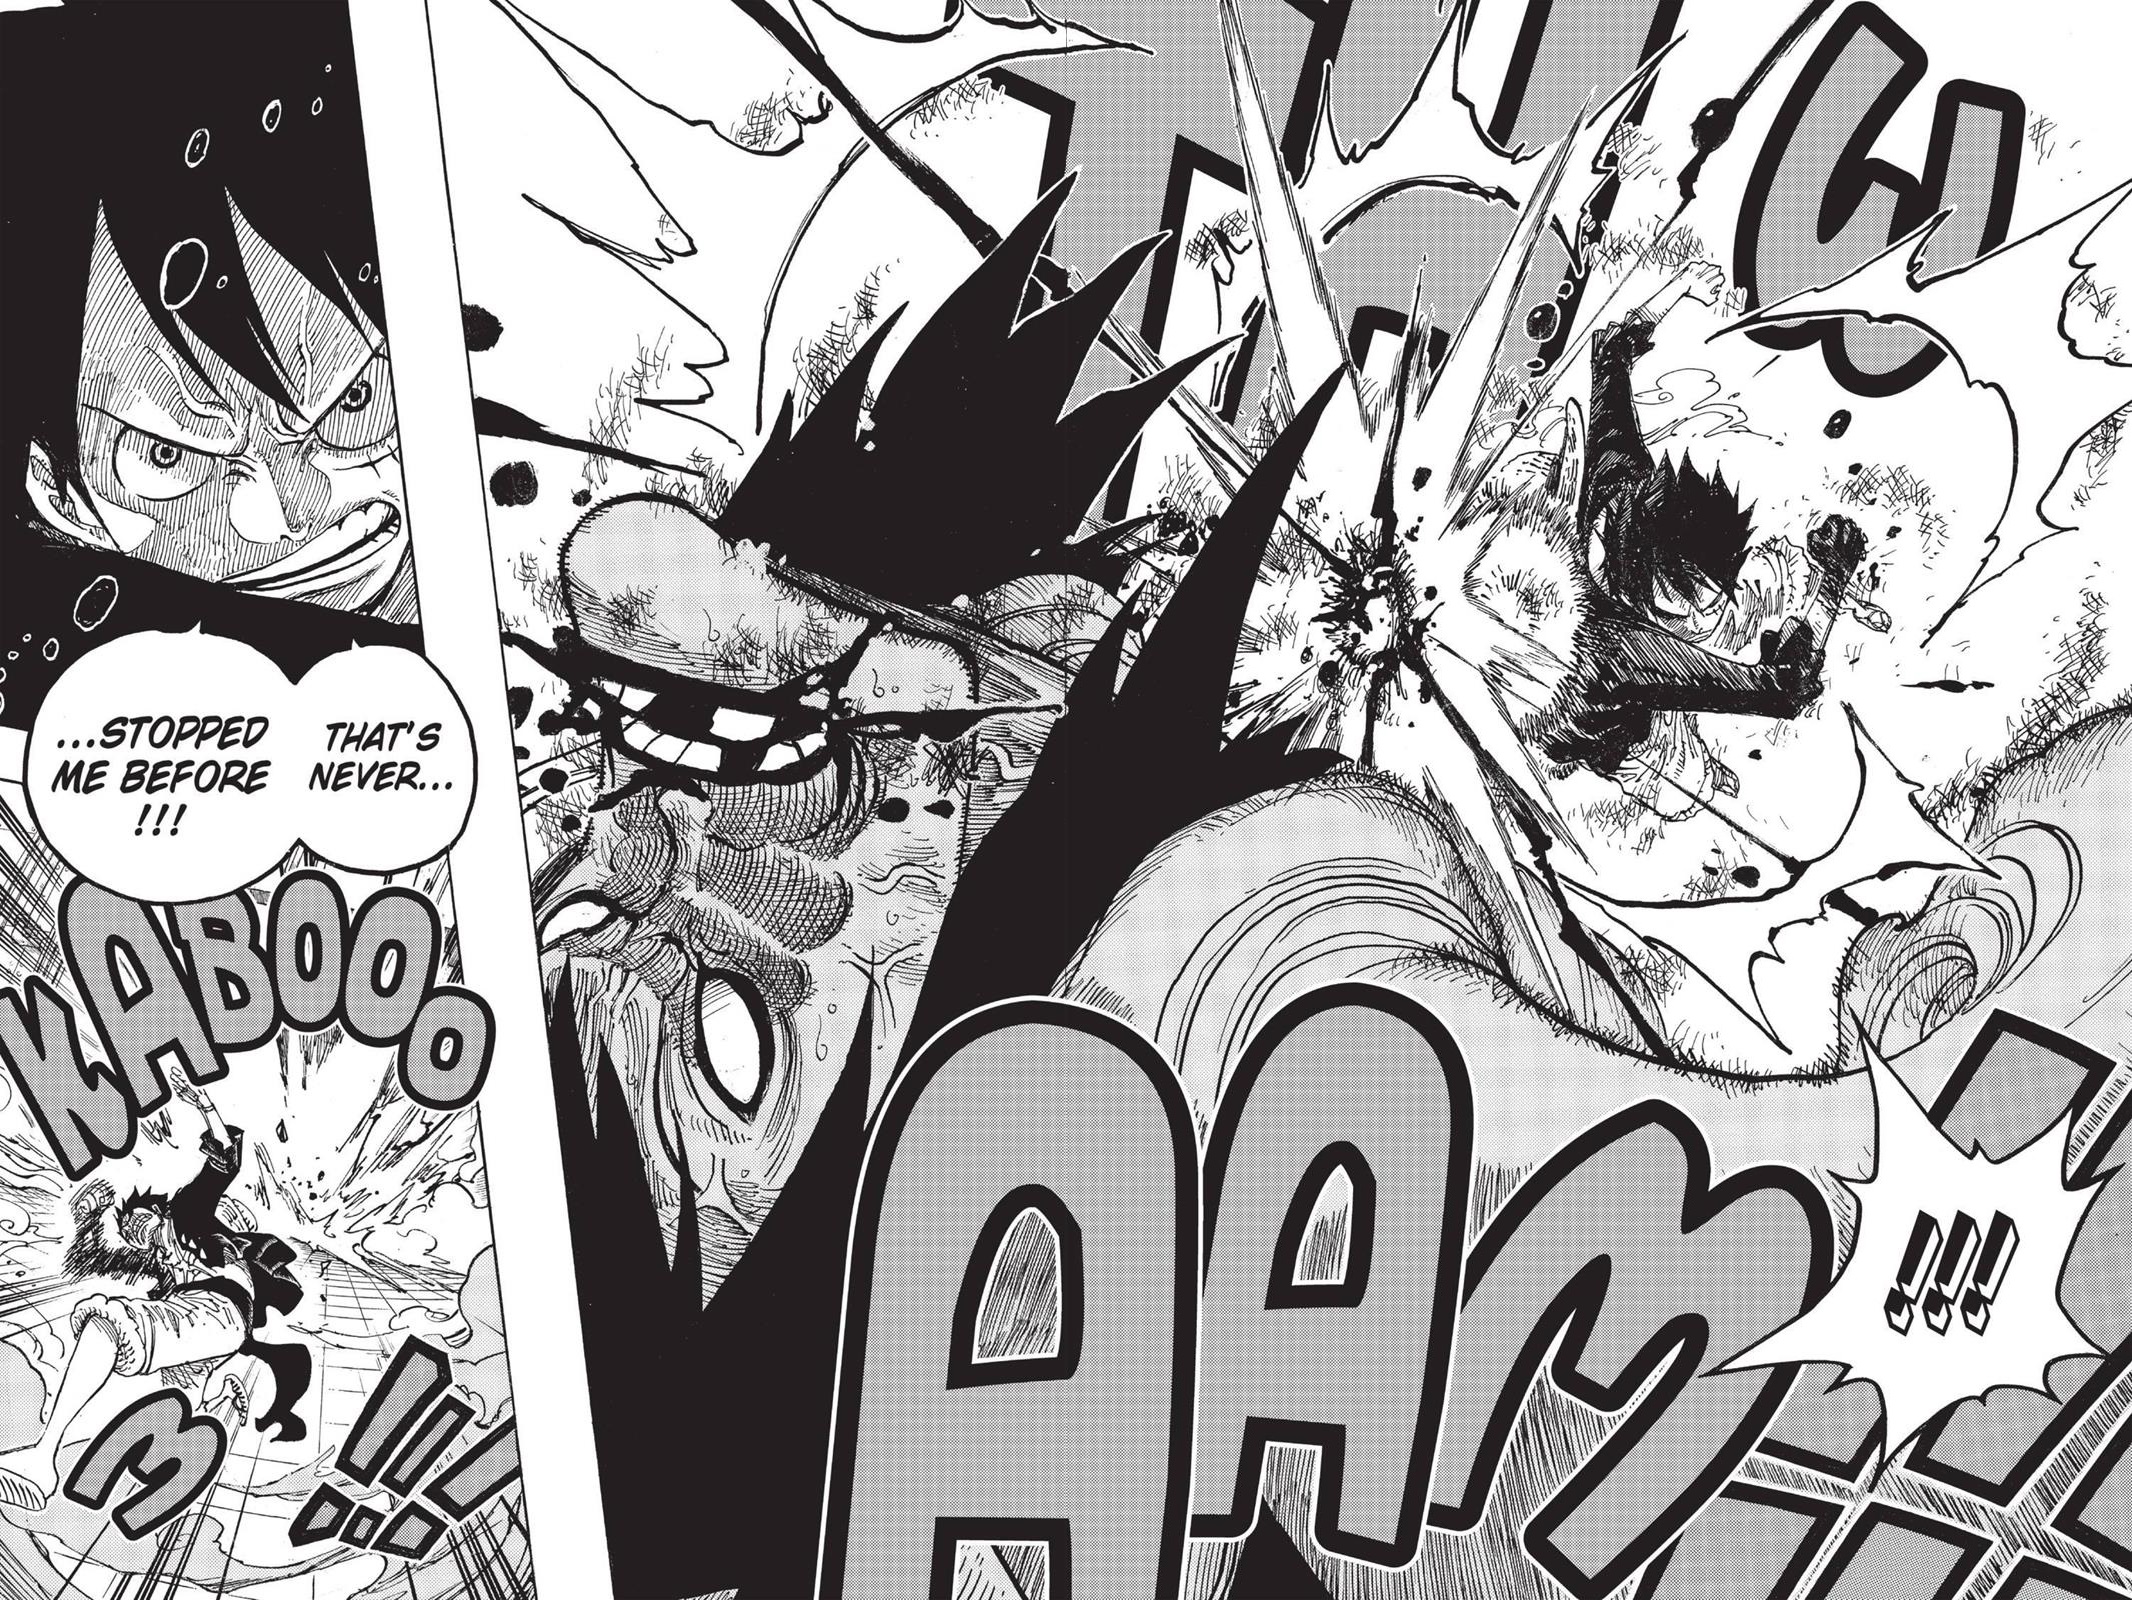 W
AAM
!!!
THAT'S
NEVER...
...STOPPED
ME BEFORE
!!!
KABOOO
M
!!!